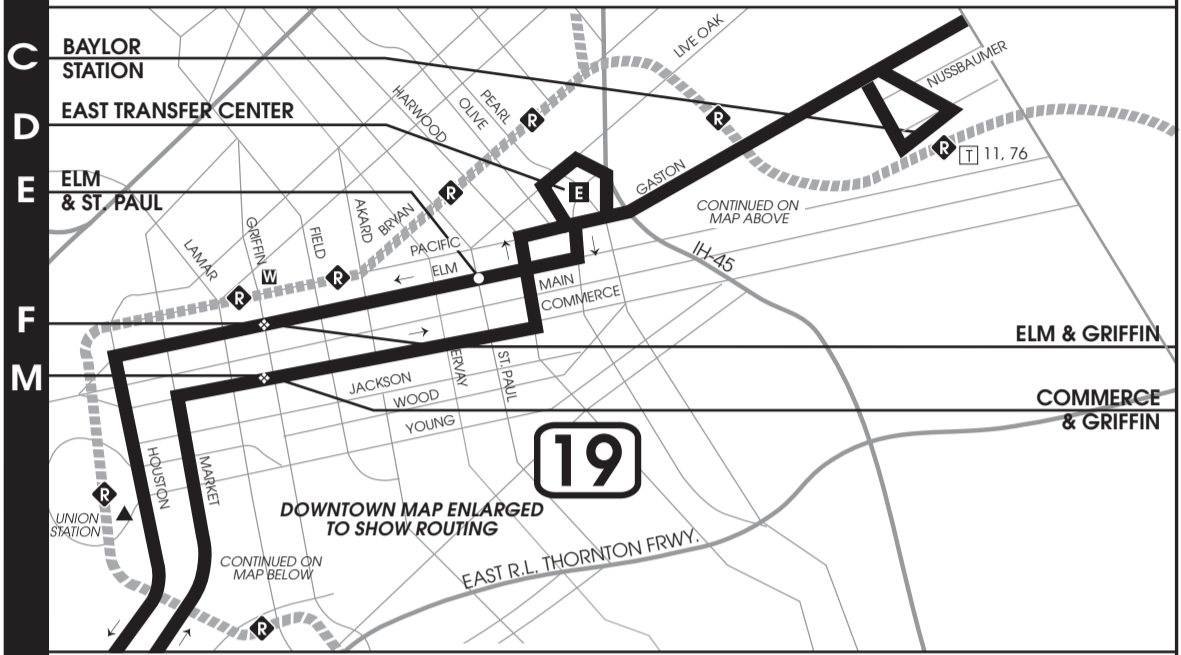 C
BAYLOR
STATION
D
EAST TRANSFER CENTER
E
ELM
& ST. PAUL
F
M
LIVE OAK
NUSSBAUMER
HARWOOD
OLIVE
PEARL
R
R
R
R
R
R
R
R
E
W
T 11, 76
GASTON
CONTINUED ON
MAP ABOVE
IH-45
LAMAR
GRIFFIN
FIELD
AKARD
BRYAN
PACIFIC
ELM
MAIN
COMMERCE
ELM & GRIFFIN
COMMERCE
& GRIFFIN
ERVAY
ST. PAUL
JACKSON
WOOD
YOUNG
19
HOUSTON
MARKET
UNION
STATION
DOWNTOWN MAP ENLARGED
TO SHOW ROUTING
CONTINUED ON
MAP BELOW
EAST R.L. THORNTON FRWY.